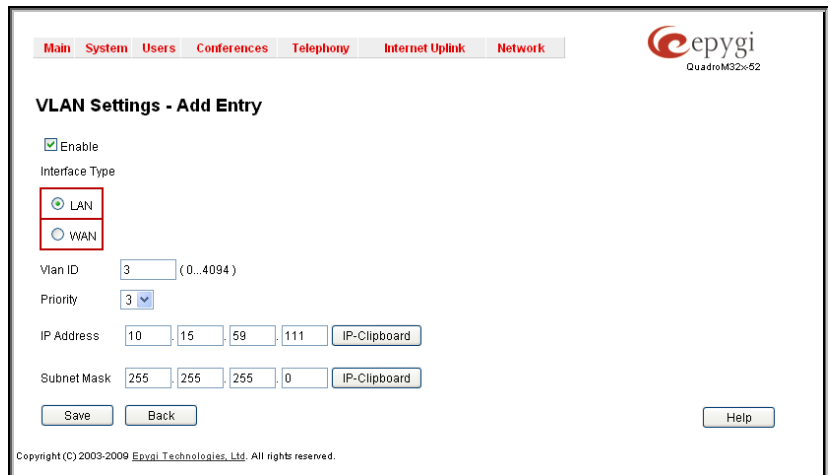 Main System Users Conferences Telephony Internet Uplink Network
epygi
QuadroM32x-52
VLAN Settings - Add Entry
Enable
Interface Type
LAN
WAN
Vlan ID 3 ( 0...4094 )
Priority 3
IP Address 10 . 15 . 59 . 111 IP-Clipboard
Subnet Mask 255 . 255 . 255 . 0 IP-Clipboard
Save Back Help
Copyright (C) 2003-2009 Epygi Technologies, Ltd. All rights reserved.